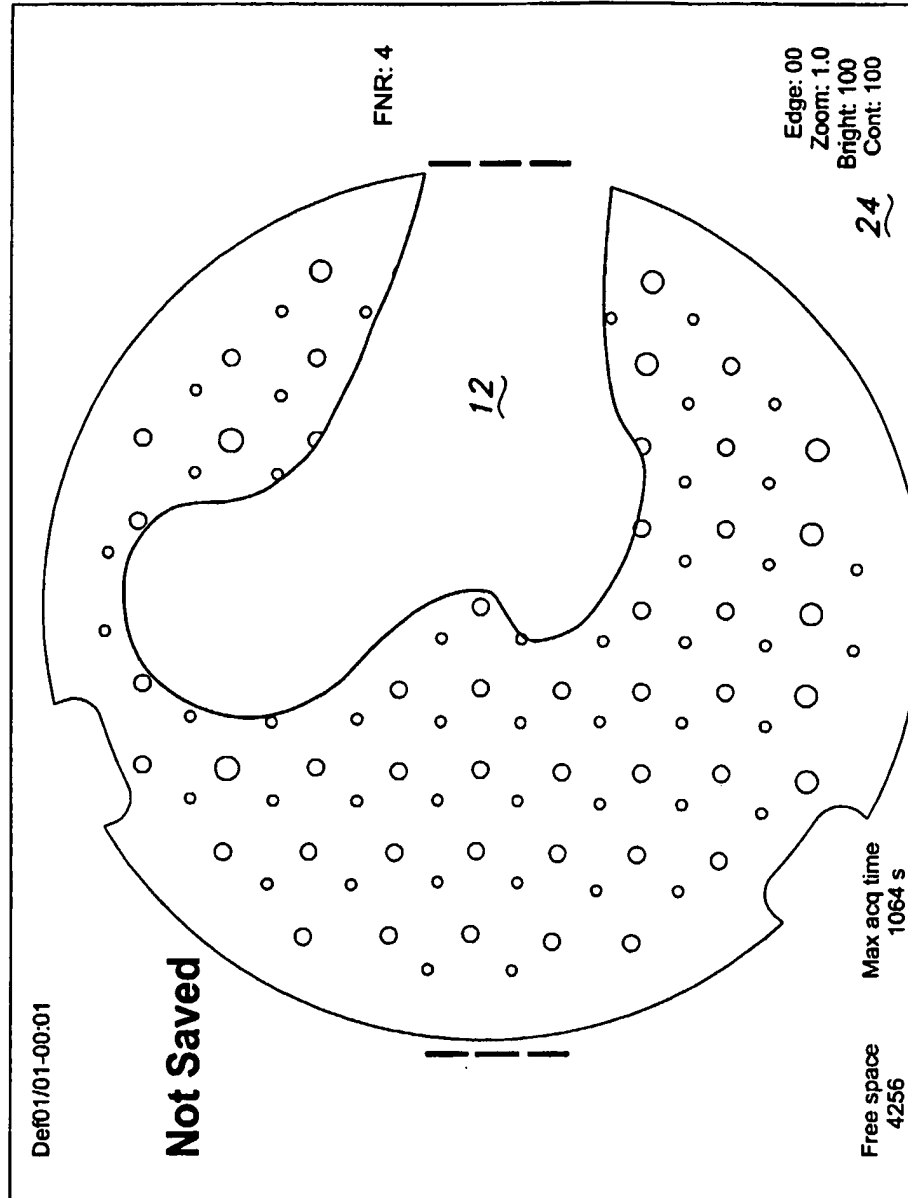 Def01/01-00:01
Not Saved
FNR: 4
12
Edge: 00
Zoom: 1.0
Bright: 100
Cont: 100
24
Free space
4256
Max acq time
1064 s